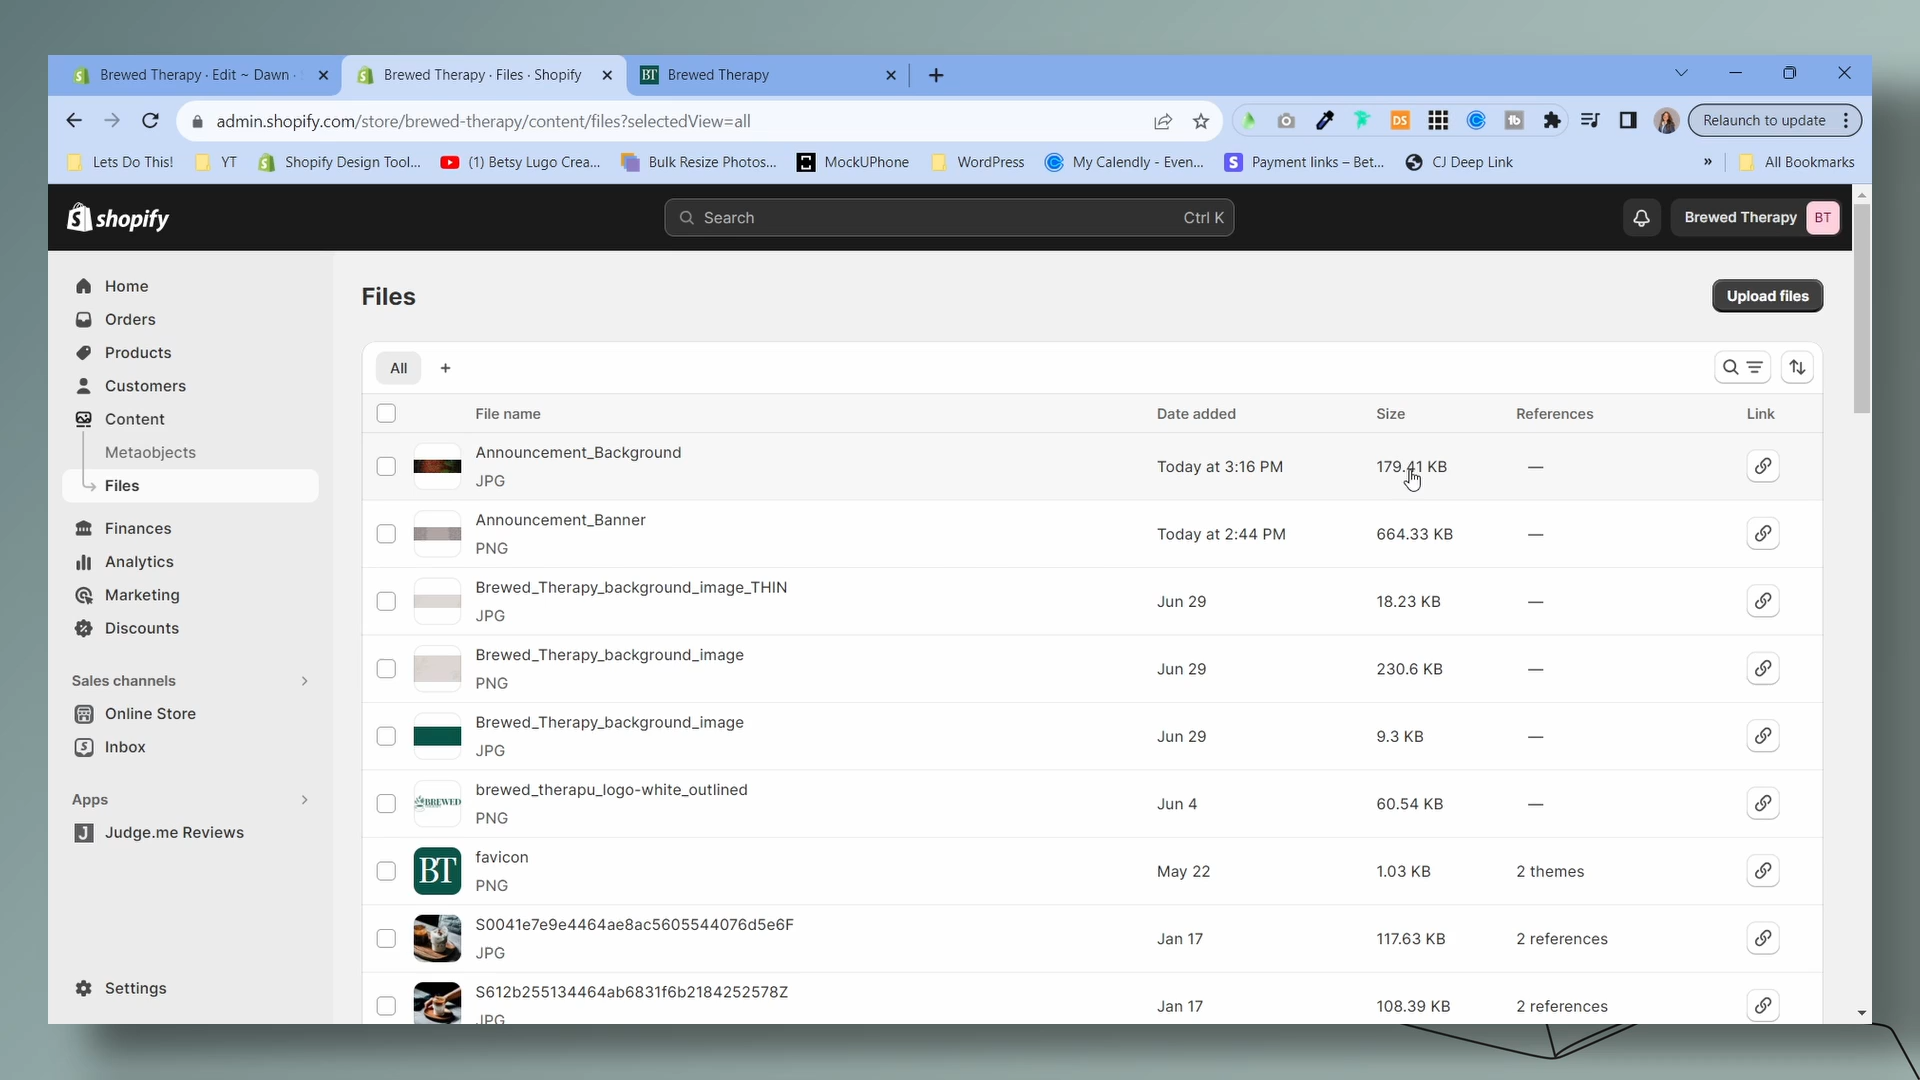 Brewed Therapy · Edit ~ Dawn ·
Brewed Therapy · Files · Shopify
BT Brewed Therapy
admin.shopify.com/store/brewed-therapy/content/files?selectedView=all
DS
tb
Relaunch to update
Lets Do This!
YT
Shopify Design Tool...
(1) Betsy Lugo Crea...
Bulk Resize Photos...
MockUPhone
WordPress
My Calendly - Even...
S Payment links – Bet...
CJ Deep Link
»
All Bookmarks
shopify
Search
Ctrl K
Brewed Therapy BT
Home
Orders
Products
Customers
Content
Metaobjects
Files
Finances
Analytics
Marketing
Discounts
Sales channels
Online Store
Inbox
Apps
J Judge.me Reviews
Settings
Files
Upload files
All +
File name Date added Size References Link
Announcement_Background
JPG
Today at 3:16 PM 179.41 KB —
Announcement_Banner
PNG
Today at 2:44 PM 664.33 KB —
Brewed_Therapy_background_image_THIN
JPG
Jun 29 18.23 KB —
Brewed_Therapy_background_image
PNG
Jun 29 230.6 KB —
Brewed_Therapy_background_image
JPG
Jun 29 9.3 KB —
BREWED
brewed_therapu_logo-white_outlined
PNG
Jun 4 60.54 KB —
BT
favicon
PNG
May 22 1.03 KB 2 themes
S0041e7e9e4464ae8ac5605544076d5e6F
JPG
Jan 17 117.63 KB 2 references
S612b255134464ab6831f6b2184252578Z
JPG
Jan 17 108.39 KB 2 references